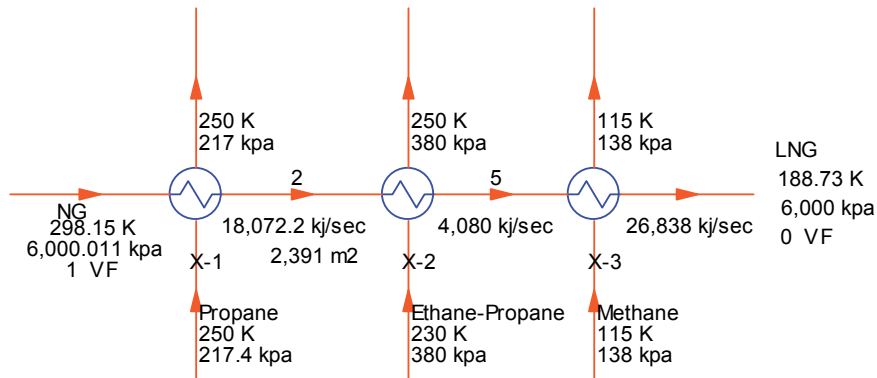 250 K
217 kpa
250 K
380 kpa
115 K
138 kpa
LNG
188.73 K
6,000 kpa
0 VF
2
5
NG
298.15 K
6,000.011 kpa
1 VF
18,072.2 kj/sec
2,391 m2
4,080 kj/sec
26,838 kj/sec
X-1
X-2
X-3
Propane
250 K
217.4 kpa
Ethane-Propane
230 K
380 kpa
Methane
115 K
138 kpa